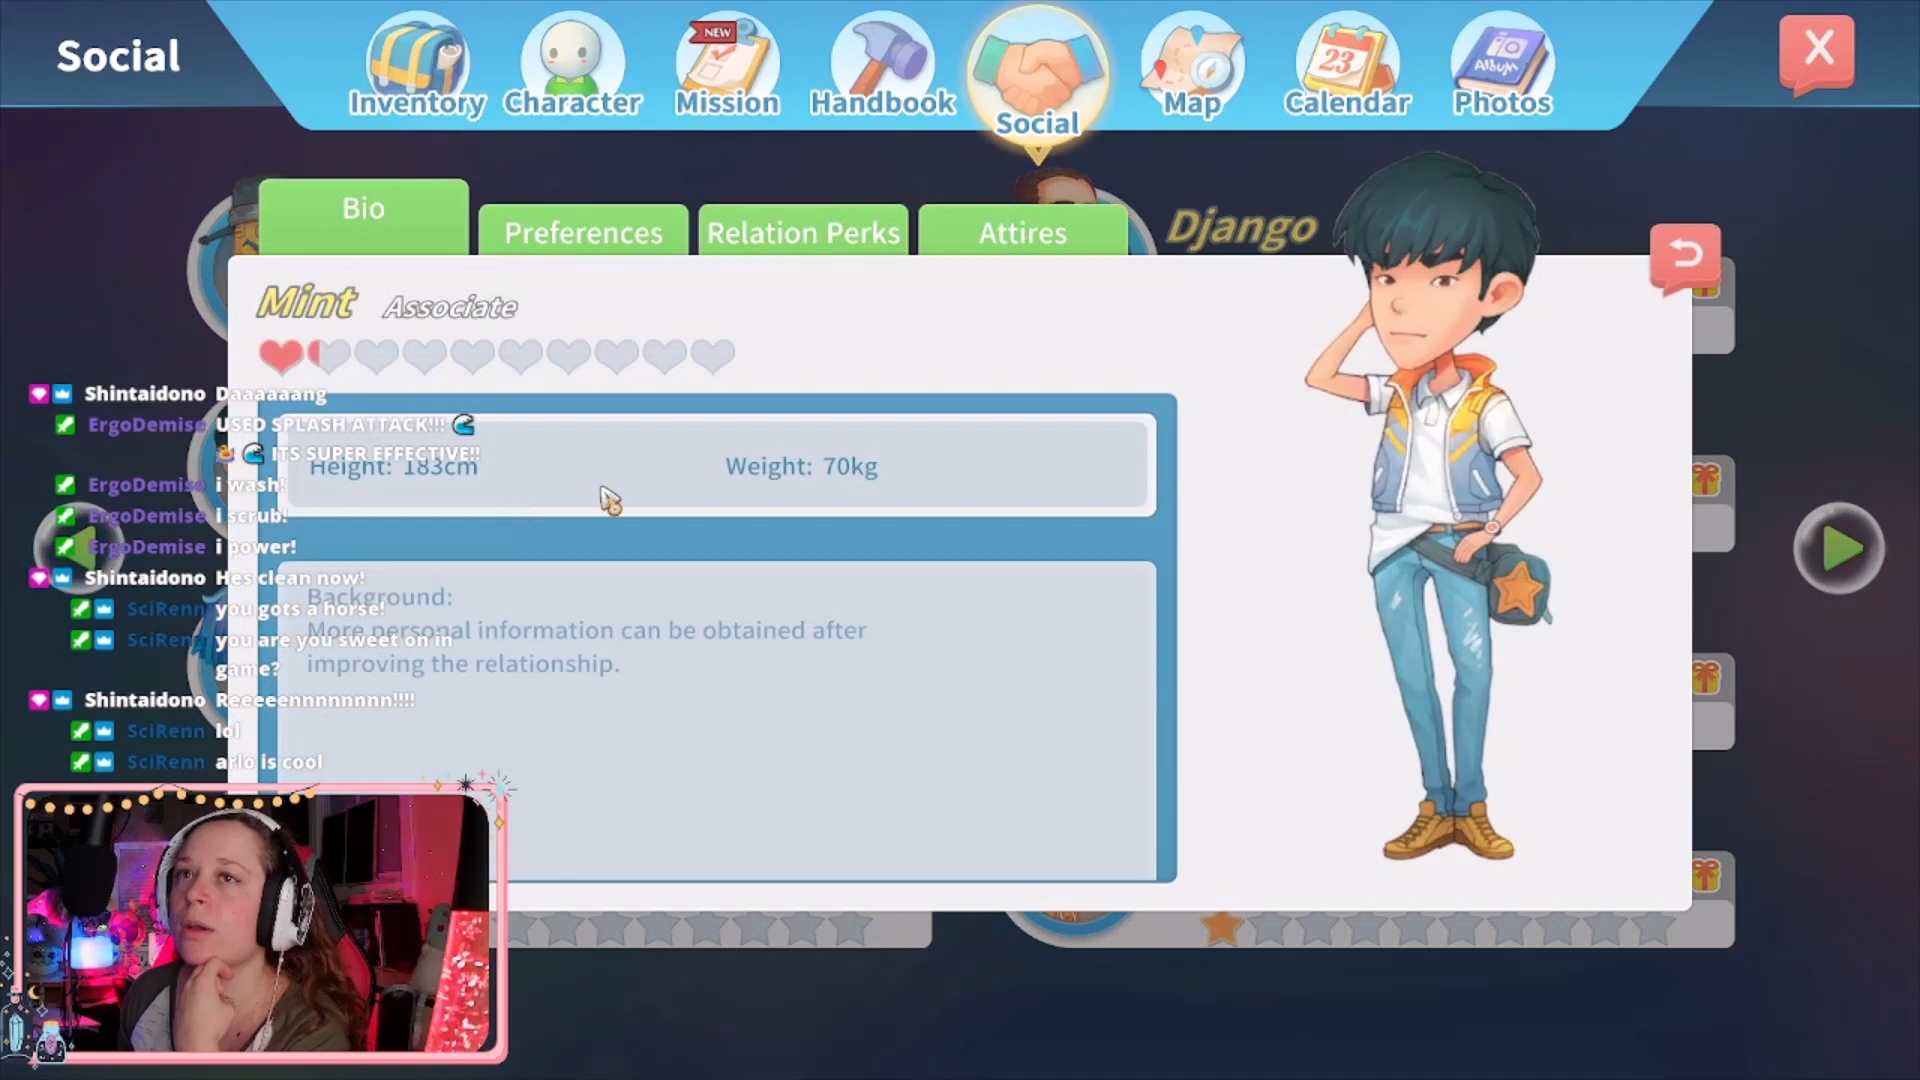 Social
NEW
23
ALBUM
X
Inventory
Character
Mission
Handbook
Social
Map
Calendar
Photos
Bio
Preferences
Relation Perks
Attires
Django
Mint Associate
Height: 183cm
Weight: 70kg
Background:
More personal information can be obtained after
improving the relationship.
Shintaidono Daaaaaang
ErgoDemise USED SPLASH ATTACK!!!
ITS SUPER EFFECTIVE!!
ErgoDemise i wash!
ErgoDemise i scrub!
ErgoDemise i power!
Shintaidono Hes clean now!
SciRenn you gots a horse!
SciRenn you are you sweet on in
game?
Shintaidono Reeeeennnnnnnn!!!!
SciRenn lol
SciRenn arlo is cool